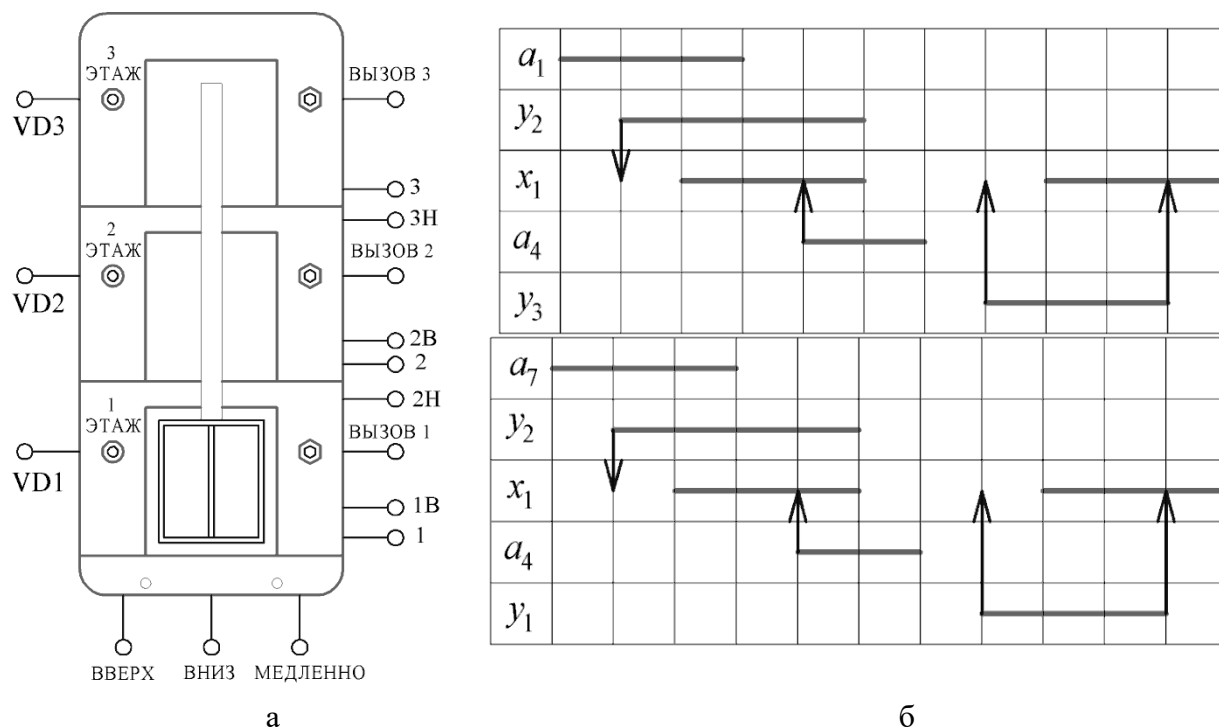 3
ЭТАЖ
ВЫЗОВ 3
VD3
3
3Н
2
ЭТАЖ
ВЫЗОВ 2
VD2
2В
2
2Н
1
ЭТАЖ
ВЫЗОВ 1
VD1
1В
1
ВВЕРХ ВНИЗ МЕДЛЕННО
а
a₁
y₂
x₁
a₄
y₃
a₇
y₂
x₁
a₄
y₁
б